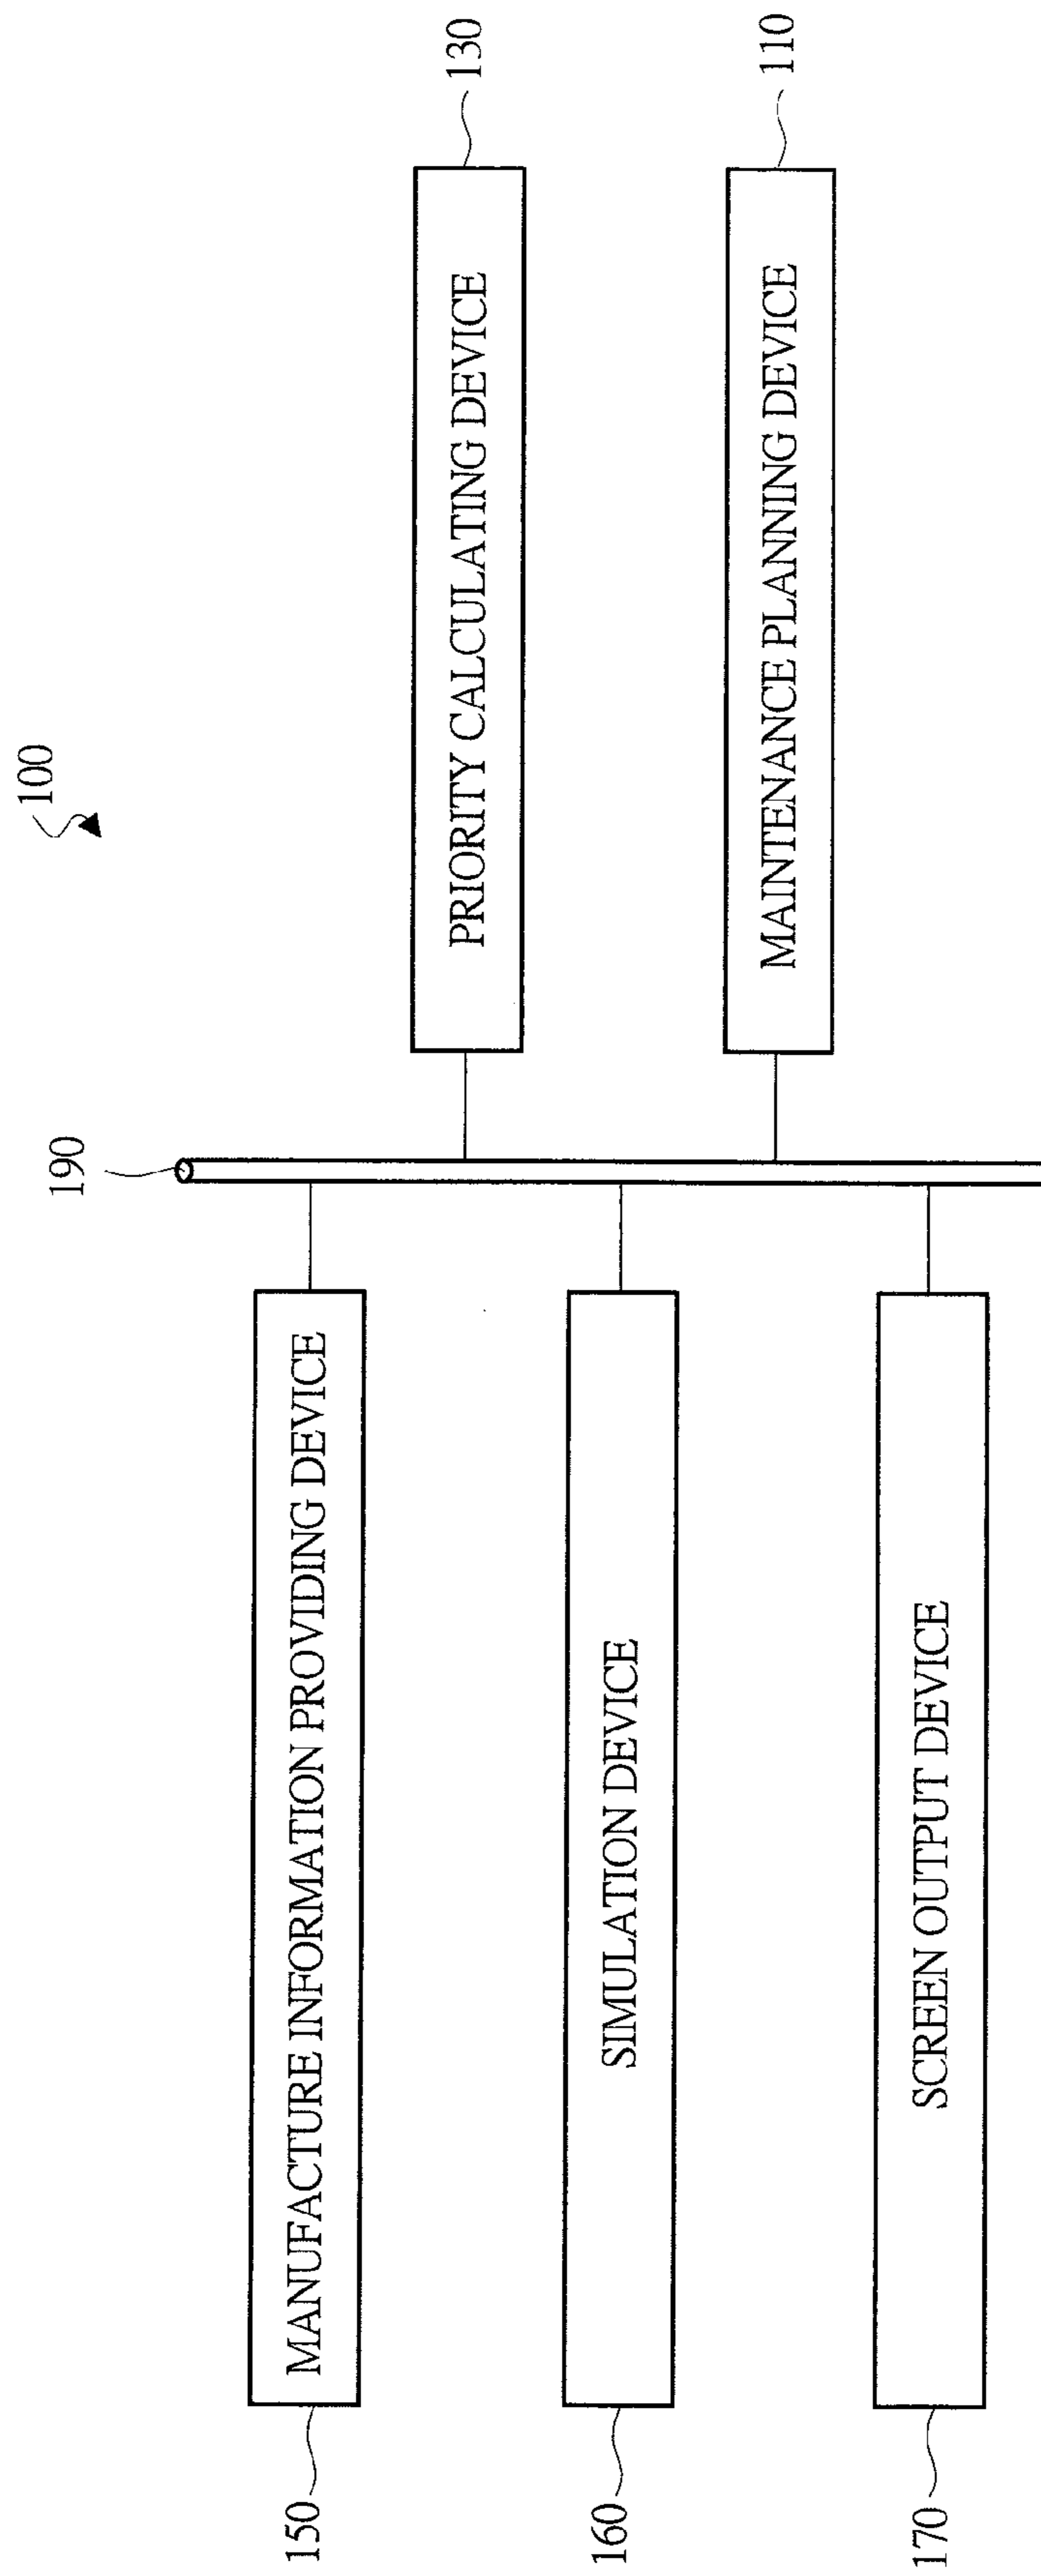 100
190
150
MANUFACTURE INFORMATION PROVIDING DEVICE
PRIORITY CALCULATING DEVICE
130
160
SIMULATION DEVICE
MAINTENANCE PLANNING DEVICE
110
170
SCREEN OUTPUT DEVICE